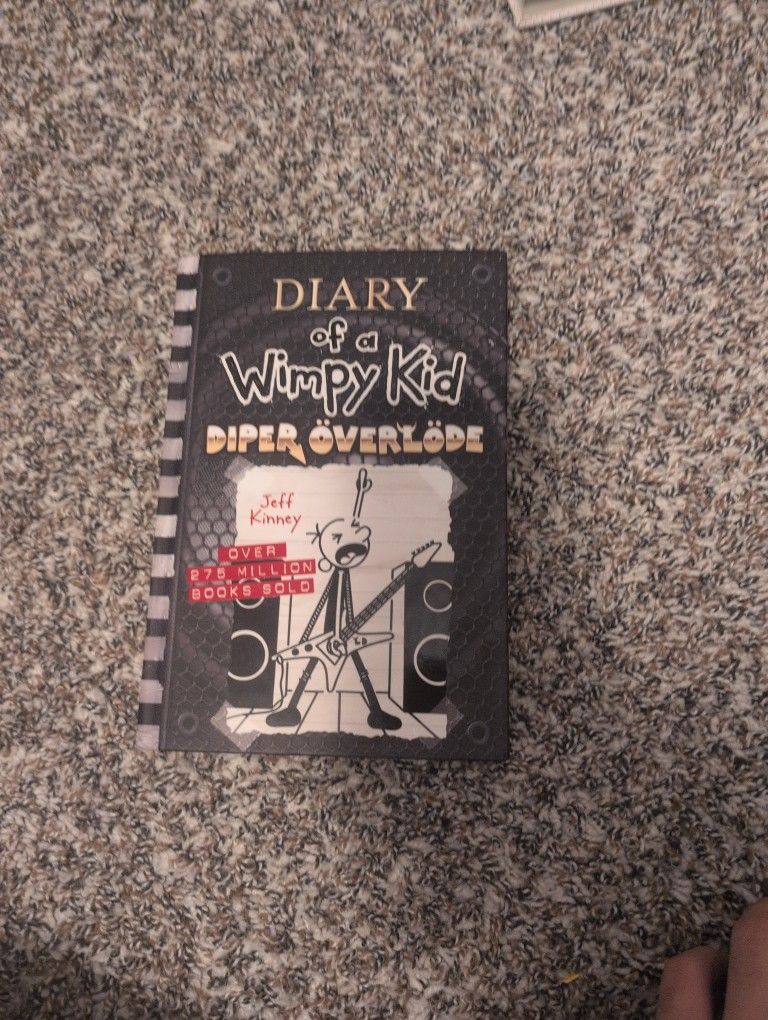 DIARY
of a
Wimpy Kid
DIPER ÖVERLÖDE
Jeff
Kinney
OVER
275 MILLION
BOOKS SOLD